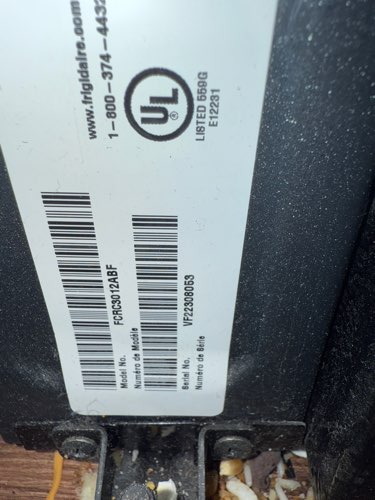 www.frigidaire.com
1-800-374-4432
UL
®
LISTED 559G
E12231
FCRC3012ABF
Model No.
Numéro de Modèle
VF22308053
Serial No.
Numéro de Série